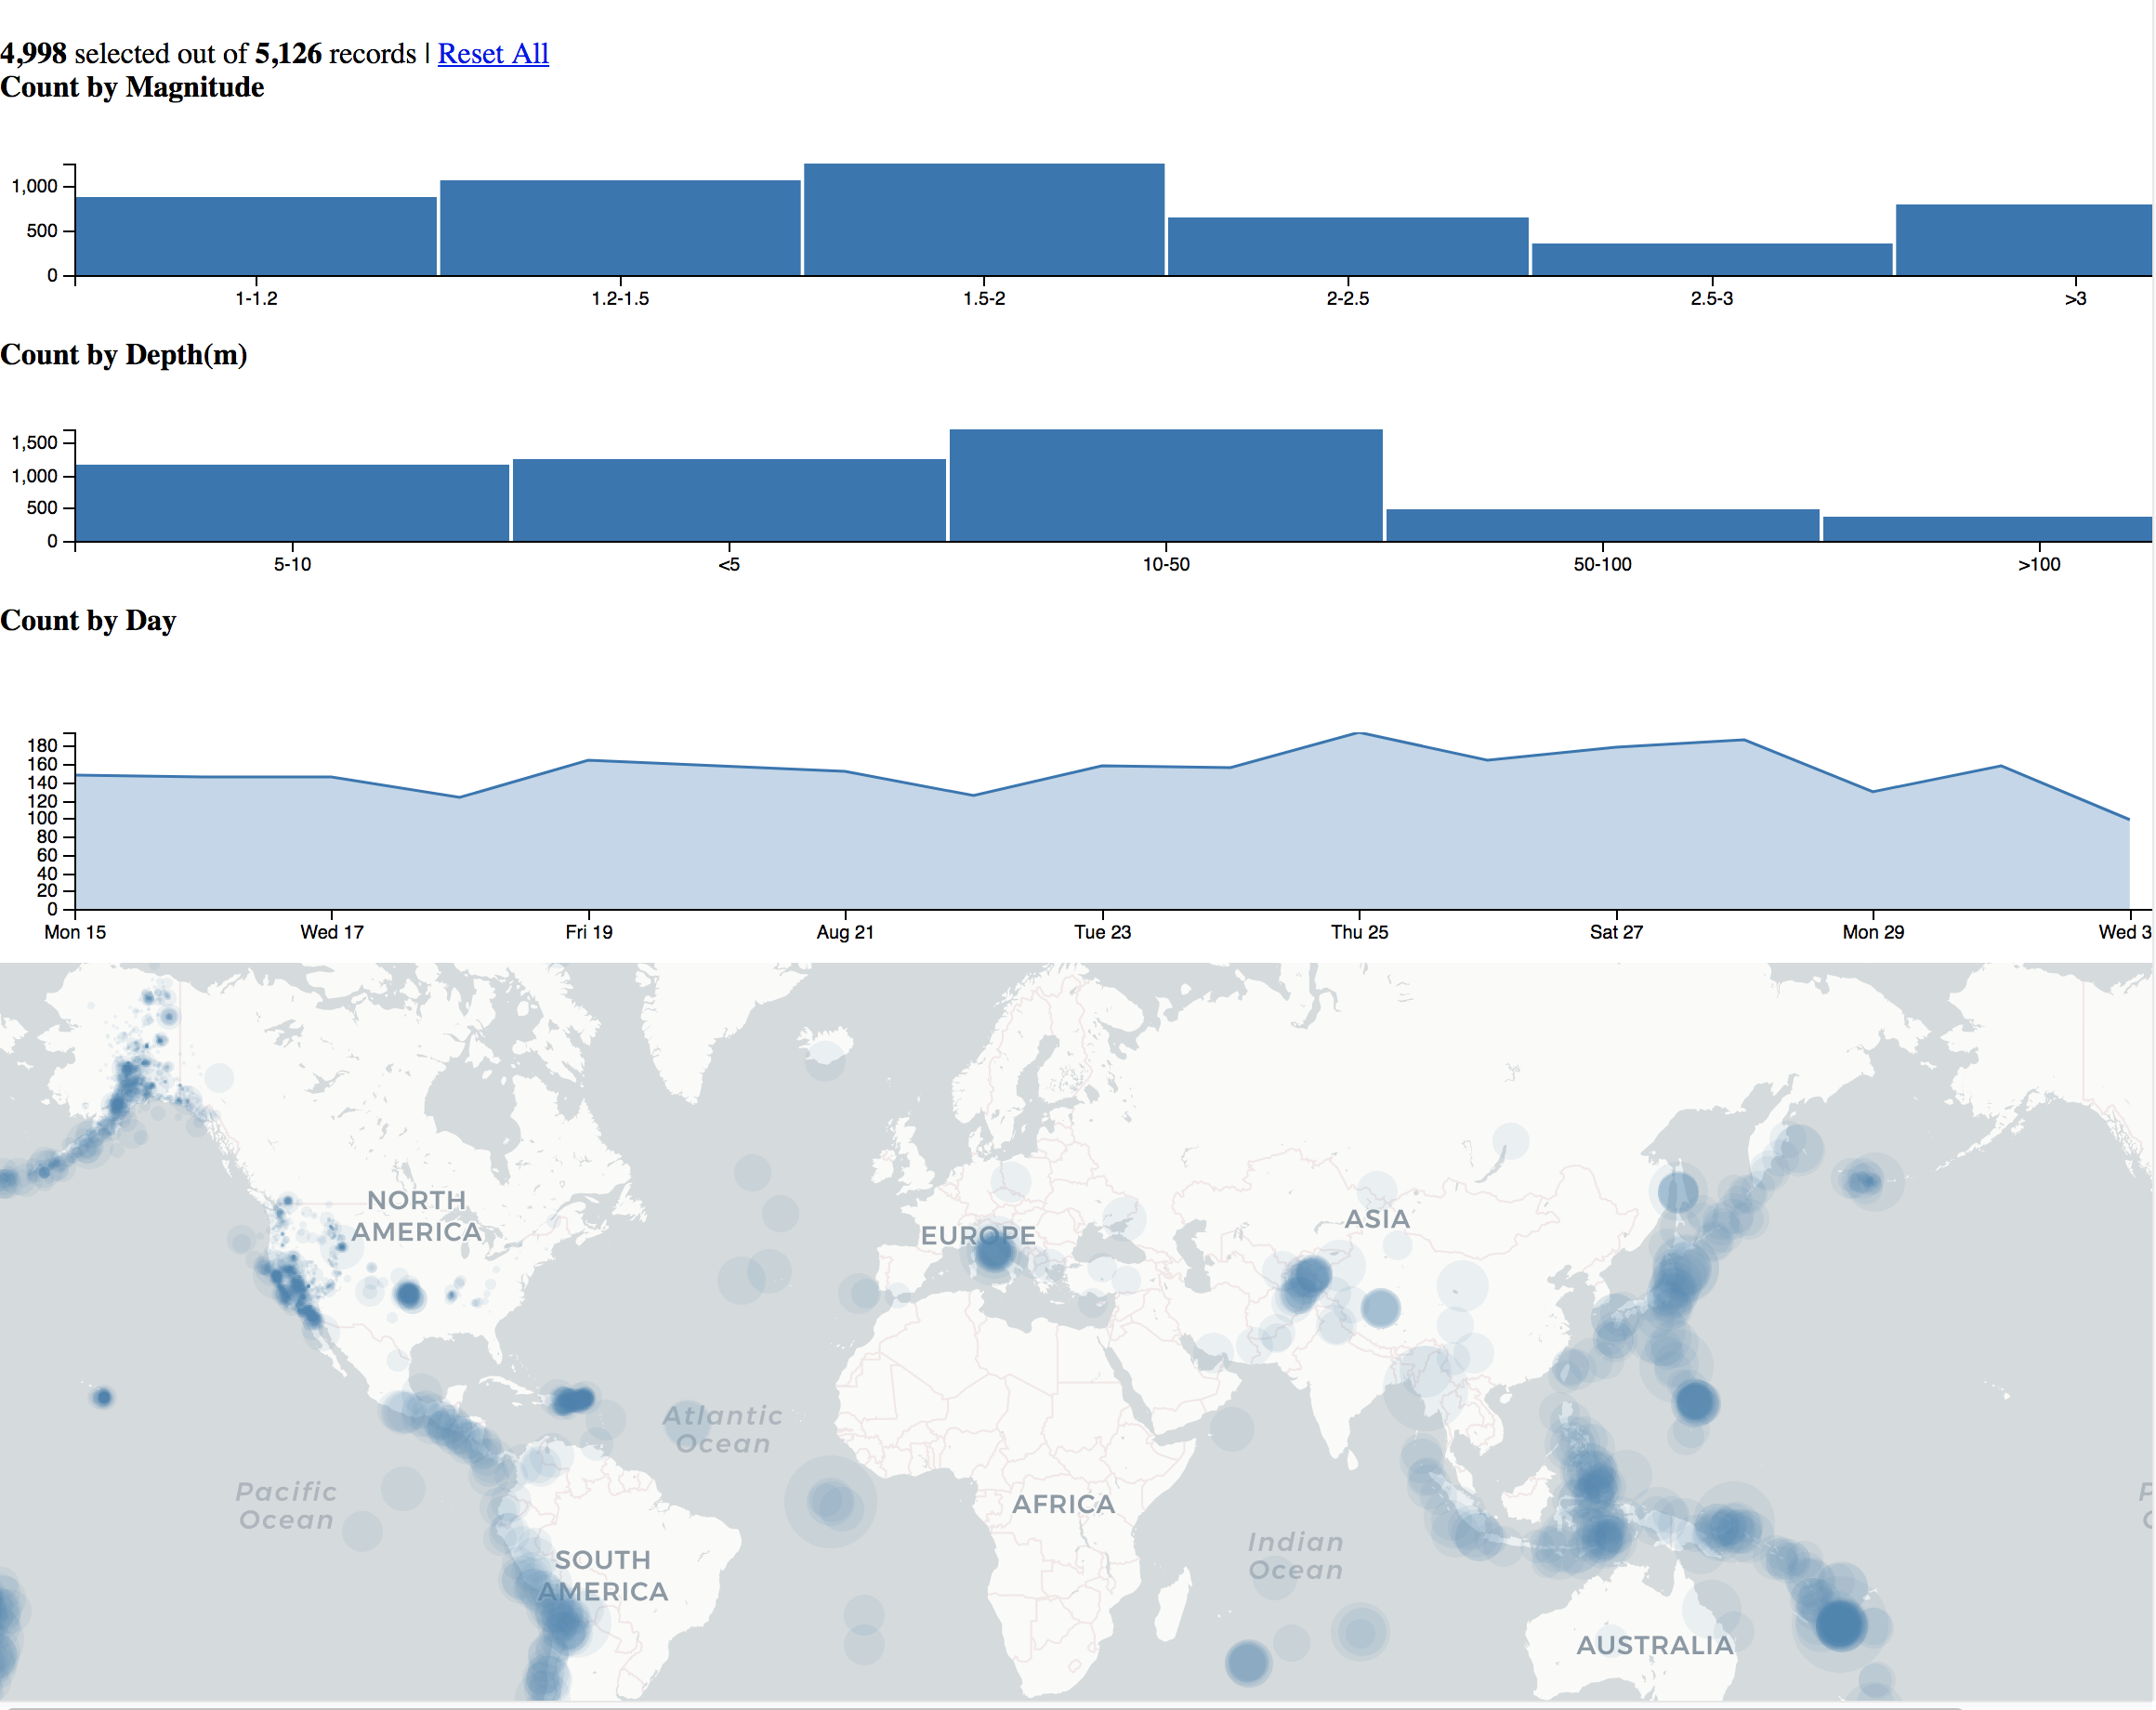 4,998 selected out of 5,126 records | Reset All
Count by Magnitude
1,000
500
0
1-1.2 1.2-1.5 1.5-2 2-2.5 2.5-3 >3
Count by Depth(m)
1,500
1,000
500
0
5-10 <5 10-50 50-100 >100
Count by Day
180
160
140
120
100
80
60
40
20
0
Mon 15 Wed 17 Fri 19 Aug 21 Tue 23 Thu 25 Sat 27 Mon 29 Wed 3
NORTH
AMERICA
EUROPE
ASIA
Atlantic
Ocean
Pacific
Ocean
AFRICA
Indian
Ocean
SOUTH
AMERICA
AUSTRALIA